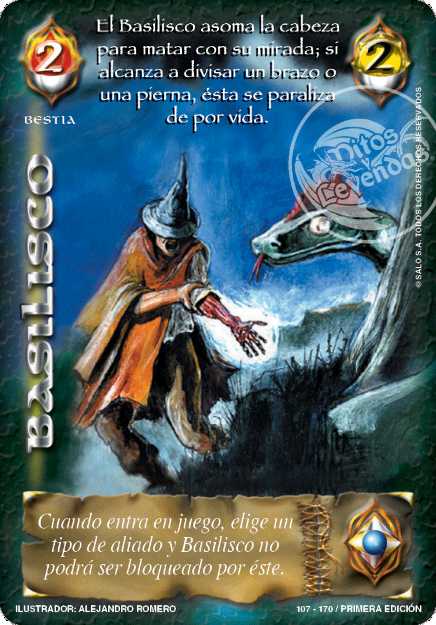 2
El Basilisco asoma la cabeza
para matar con su mirada; si
alcanza a divisar un brazo o
una pierna, ésta se paraliza
de por vida.
2
BESTIA
Mitos
y
Leyendas
© SALO S.A. TODOS LOS DERECHOS RESERVADOS
BASILISCO
Cuando entra en juego, elige un
tipo de aliado y Basilisco no
podrá ser bloqueado por éste.
ILUSTRADOR: ALEJANDRO ROMERO
107 - 170 / PRIMERA EDICIÓN